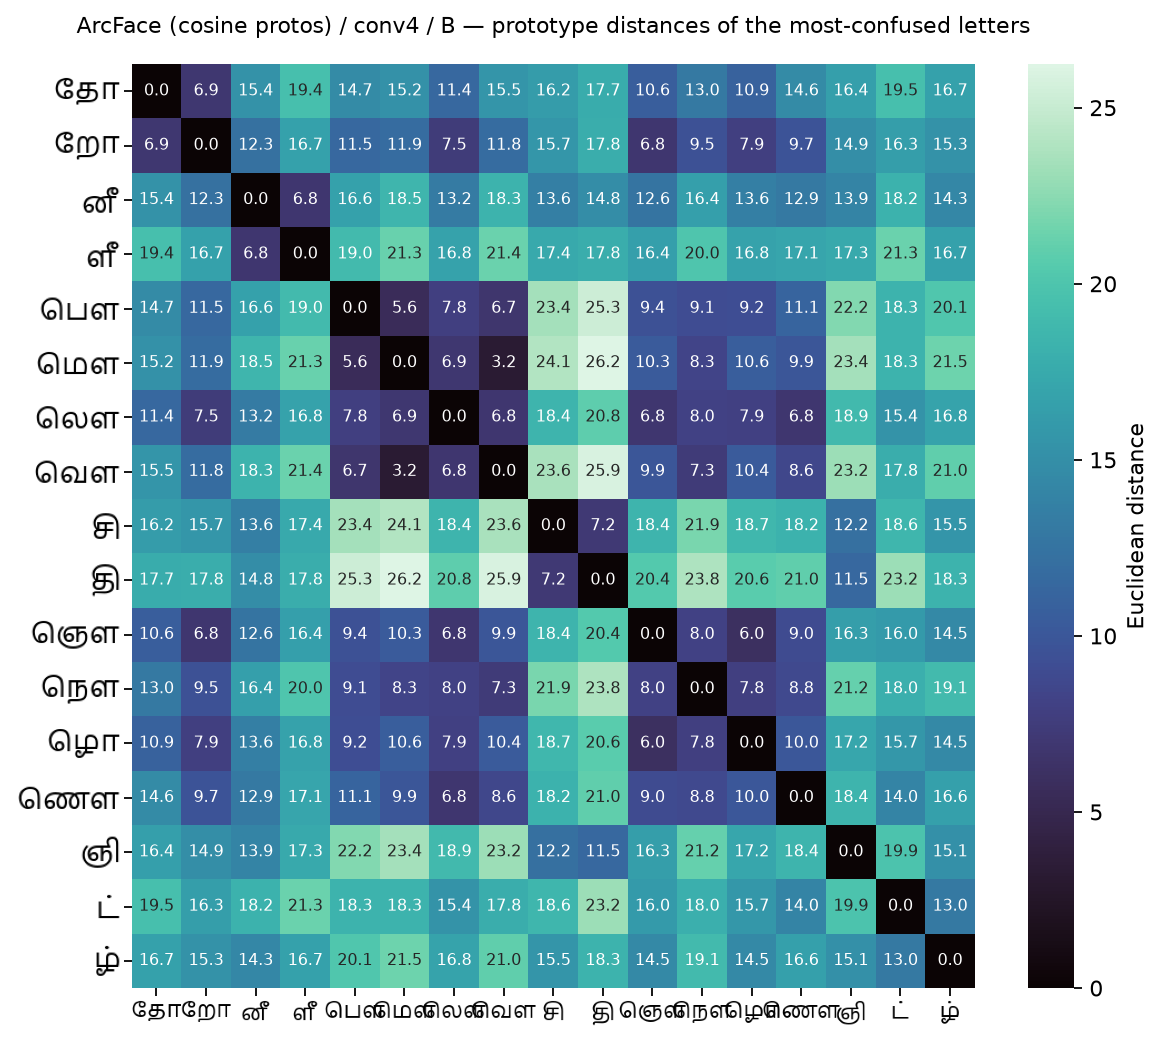 ArcFace (cosine protos) / conv4 / B — prototype distances of the most-confused letters
தோ 0.0 6.9 15.4 19.4 14.7 15.2 11.4 15.5 16.2 17.7 10.6 13.0 10.9 14.6 16.4 19.5 16.7
றோ 6.9 0.0 12.3 16.7 11.5 11.9 7.5 11.8 15.7 17.8 6.8 9.5 7.9 9.7 14.9 16.3 15.3
னீ 15.4 12.3 0.0 6.8 16.6 18.5 13.2 18.3 13.6 14.8 12.6 16.4 13.6 12.9 13.9 18.2 14.3
ளீ 19.4 16.7 6.8 0.0 19.0 21.3 16.8 21.4 17.4 17.8 16.4 20.0 16.8 17.1 17.3 21.3 16.7
பௌ 14.7 11.5 16.6 19.0 0.0 5.6 7.8 6.7 23.4 25.3 9.4 9.1 9.2 11.1 22.2 18.3 20.1
மௌ 15.2 11.9 18.5 21.3 5.6 0.0 6.9 3.2 24.1 26.2 10.3 8.3 10.6 9.9 23.4 18.3 21.5
லௌ 11.4 7.5 13.2 16.8 7.8 6.9 0.0 6.8 18.4 20.8 6.8 8.0 7.9 6.8 18.9 15.4 16.8
வௌ 15.5 11.8 18.3 21.4 6.7 3.2 6.8 0.0 23.6 25.9 9.9 7.3 10.4 8.6 23.2 17.8 21.0
சி 16.2 15.7 13.6 17.4 23.4 24.1 18.4 23.6 0.0 7.2 18.4 21.9 18.7 18.2 12.2 18.6 15.5
தி 17.7 17.8 14.8 17.8 25.3 26.2 20.8 25.9 7.2 0.0 20.4 23.8 20.6 21.0 11.5 23.2 18.3
ஞௌ 10.6 6.8 12.6 16.4 9.4 10.3 6.8 9.9 18.4 20.4 0.0 8.0 6.0 9.0 16.3 16.0 14.5
நௌ 13.0 9.5 16.4 20.0 9.1 8.3 8.0 7.3 21.9 23.8 8.0 0.0 7.8 8.8 21.2 18.0 19.1
ழொ 10.9 7.9 13.6 16.8 9.2 10.6 7.9 10.4 18.7 20.6 6.0 7.8 0.0 10.0 17.2 15.7 14.5
ணௌ 14.6 9.7 12.9 17.1 11.1 9.9 6.8 8.6 18.2 21.0 9.0 8.8 10.0 0.0 18.4 14.0 16.6
ஞி 16.4 14.9 13.9 17.3 22.2 23.4 18.9 23.2 12.2 11.5 16.3 21.2 17.2 18.4 0.0 19.9 15.1
ட் 19.5 16.3 18.2 21.3 18.3 18.3 15.4 17.8 18.6 23.2 16.0 18.0 15.7 14.0 19.9 0.0 13.0
ழ் 16.7 15.3 14.3 16.7 20.1 21.5 16.8 21.0 15.5 18.3 14.5 19.1 14.5 16.6 15.1 13.0 0.0
தோ றோ னீ ளீ பௌ மௌ லௌ வௌ சி தி ஞௌ நௌ ழொ ணௌ ஞி ட் ழ்
25
20
15
10
5
0
Euclidean distance